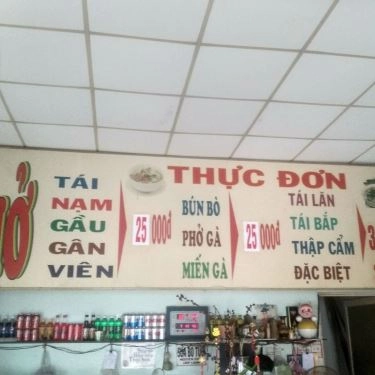 THỰC ĐƠN
TÁI
NẠM
GẦU
GÂN
VIÊN
25 000đ
BÚN BÒ
PHỞ GÀ
MIẾN GÀ
25 000đ
TÁI LĂN
TÁI BẮP
THẬP CẨM
ĐẶC BIỆT